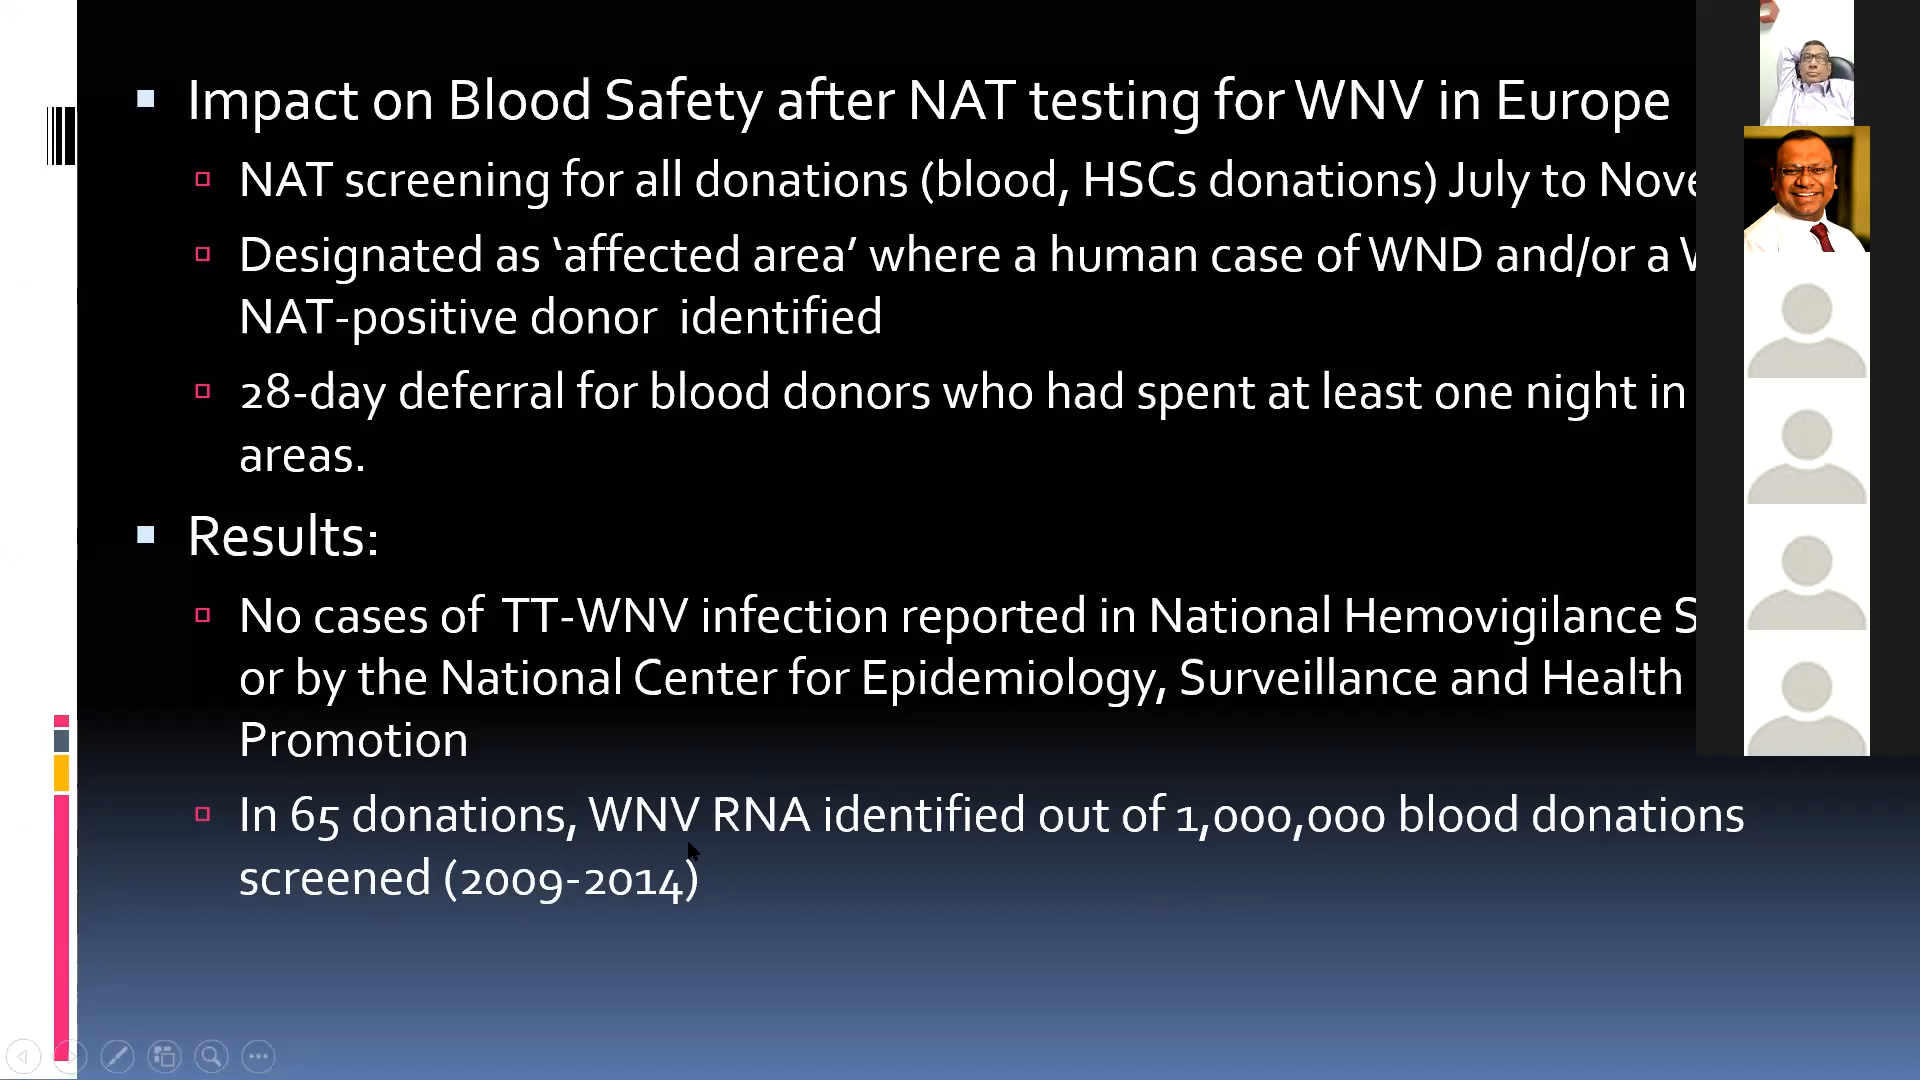 Impact on Blood Safety after NAT testing for WNV in Europe
NAT screening for all donations (blood, HSCs donations) July to
Designated as ‘affected area’ where a human case of WND and/or a
NAT-positive donor identified
28-day deferral for blood donors who had spent at least one night in
areas.
Results:
No cases of TT-WNV infection reported in National Hemovigilance
or by the National Center for Epidemiology, Surveillance and Health
Promotion
In 65 donations, WNV RNA identified out of 1,000,000 blood donations
screened (2009-2014)